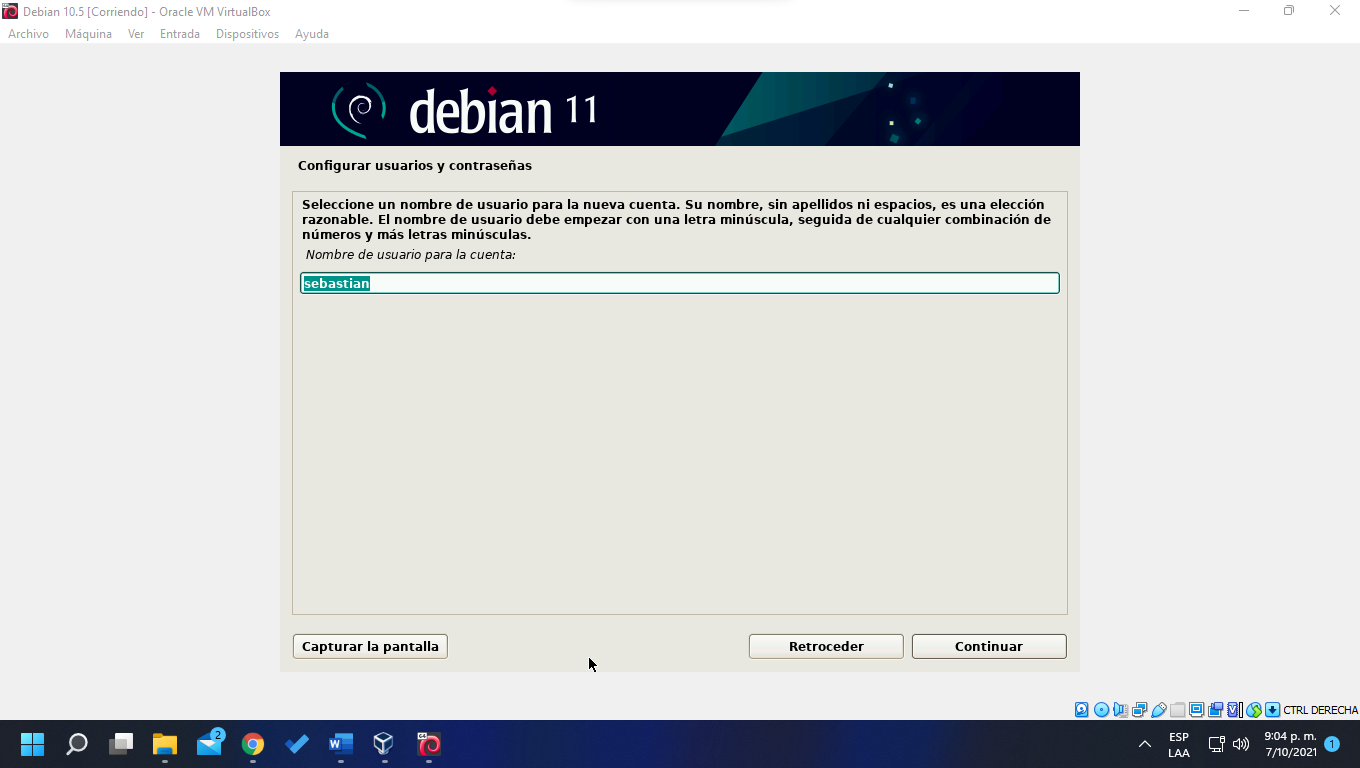 Debian 10.5 [Corriendo] - Oracle VM VirtualBox
Archivo Máquina Ver Entrada Dispositivos Ayuda
debian 11
Configurar usuarios y contraseñas
Seleccione un nombre de usuario para la nueva cuenta. Su nombre, sin apellidos ni espacios, es una elección
razonable. El nombre de usuario debe empezar con una letra minúscula, seguida de cualquier combinación de
números y más letras minúsculas.
Nombre de usuario para la cuenta:
sebastian
Capturar la pantalla Retroceder Continuar
CTRL DERECHA
2
64
ESP
LAA
9:04 p. m.
7/10/2021
1